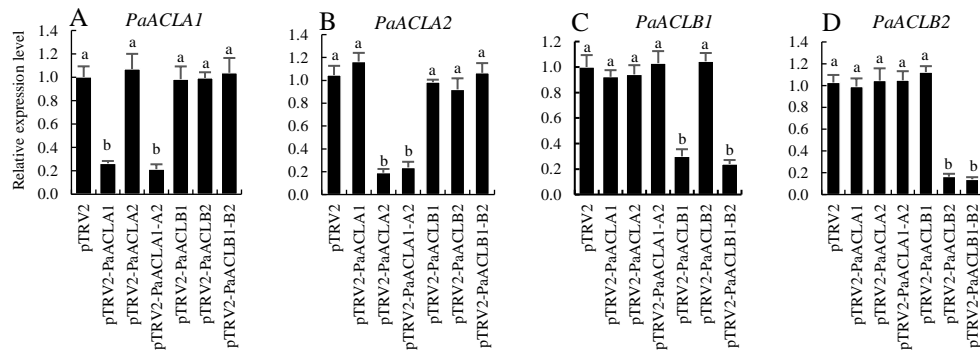 A
PaACLA1
Relative expression level
1.4
1.2
1.0
0.8
0.6
0.4
0.2
0.0
a
b
a
b
a
a
a
pTRV2
pTRV2-PaACLA1
pTRV2-PaACLA2
pTRV2-PaACLA1-A2
pTRV2-PaACLB1
pTRV2-PaACLB2
pTRV2-PaACLB1-B2
B
PaACLA2
1.4
1.2
1.0
0.8
0.6
0.4
0.2
0.0
a
a
b
b
a
a
a
pTRV2
pTRV2-PaACLA1
pTRV2-PaACLA2
pTRV2-PaACLA1-A2
pTRV2-PaACLB1
pTRV2-PaACLB2
pTRV2-PaACLB1-B2
C
PaACLB1
1.2
1.0
0.8
0.6
0.4
0.2
0.0
a
a
a
a
b
a
b
pTRV2
pTRV2-PaACLA1
pTRV2-PaACLA2
pTRV2-PaACLA1-A2
pTRV2-PaACLB1
pTRV2-PaACLB2
pTRV2-PaACLB1-B2
D
PaACLB2
1.4
1.2
1.0
0.8
0.6
0.4
0.2
0.0
a
a
a
a
a
b
b
pTRV2
pTRV2-PaACLA1
pTRV2-PaACLA2
pTRV2-PaACLA1-A2
pTRV2-PaACLB1
pTRV2-PaACLB2
pTRV2-PaACLB1-B2